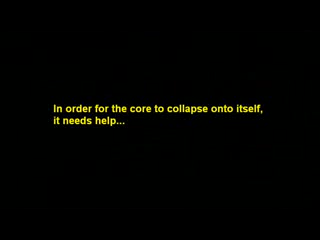 In order for the core to collapse onto itself,
it needs help...